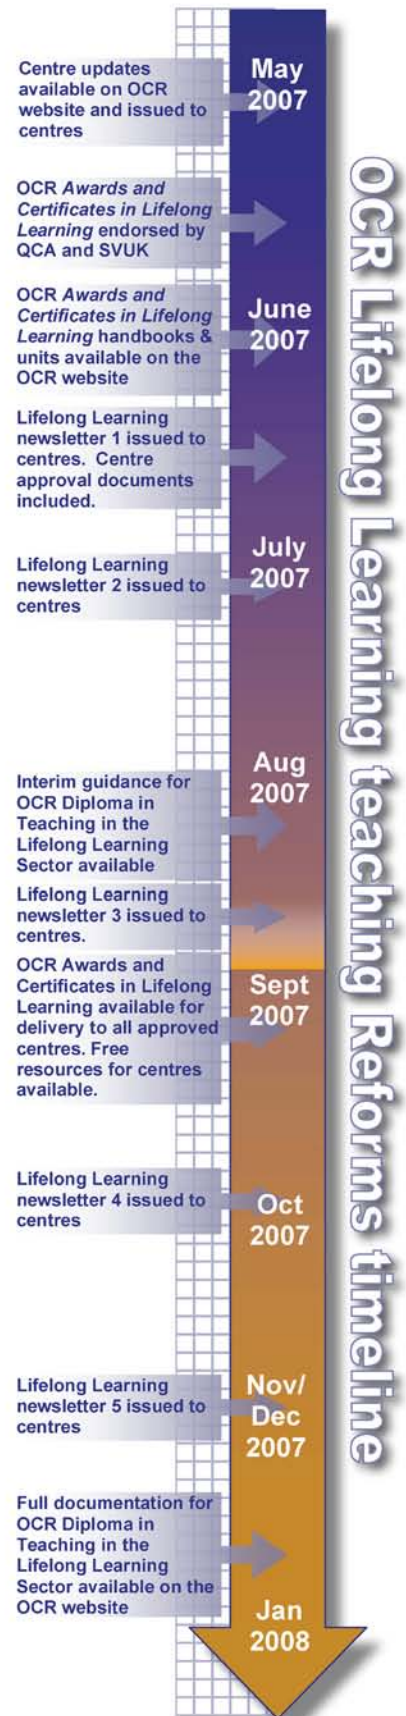 Centre updates
available on OCR
website and issued to
centres
May
2007
OCR Awards and
Certificates in Lifelong
Learning endorsed by
QCA and SVUK
OCR Awards and
Certificates in Lifelong
Learning handbooks &
units available on the
OCR website
June
2007
Lifelong Learning
newsletter 1 issued to
centres. Centre
approval documents
included.
Lifelong Learning
newsletter 2 issued to
centres
July
2007
Interim guidance for
OCR Diploma in
Teaching in the
Lifelong Learning
Sector available
Aug
2007
Lifelong Learning
newsletter 3 issued to
centres.
OCR Awards and
Certificates in Lifelong
Learning available for
delivery to all approved
centres. Free
resources for centres
available.
Sept
2007
Lifelong Learning
newsletter 4 issued to
centres
Oct
2007
Lifelong Learning
newsletter 5 issued to
centres
Nov/
Dec
2007
Full documentation for
OCR Diploma in
Teaching in the
Lifelong Learning
Sector available on the
OCR website
Jan
2008
OCR Lifelong Learning teaching Reforms timeline